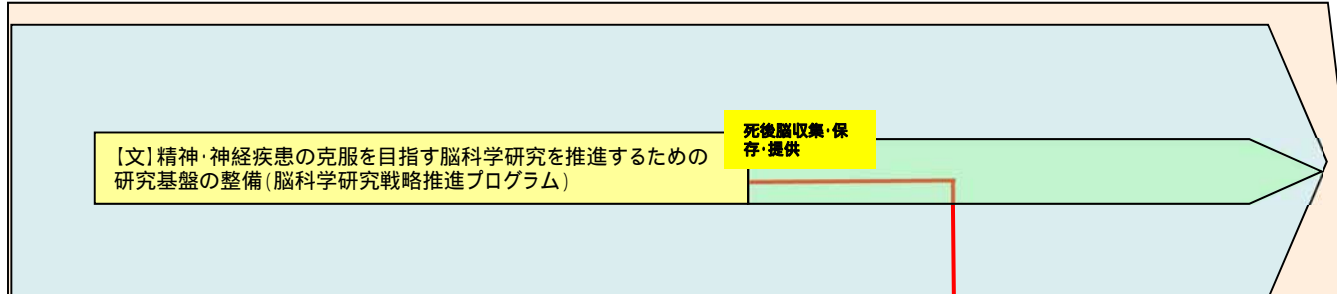 死後脳収集・保
存・提供
【文】精神・神経疾患の克服を目指す脳科学研究を推進するための
研究基盤の整備(脳科学研究戦略推進プログラム)